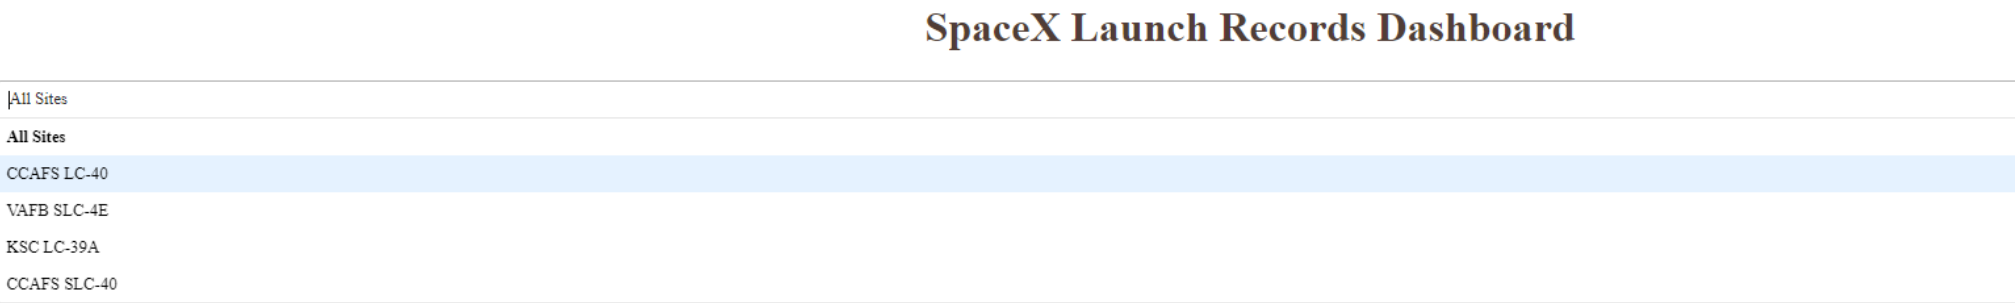 SpaceX Launch Records Dashboard
All Sites
All Sites
CCAFS LC-40
VAFB SLC-4E
KSC LC-39A
CCAFS SLC-40